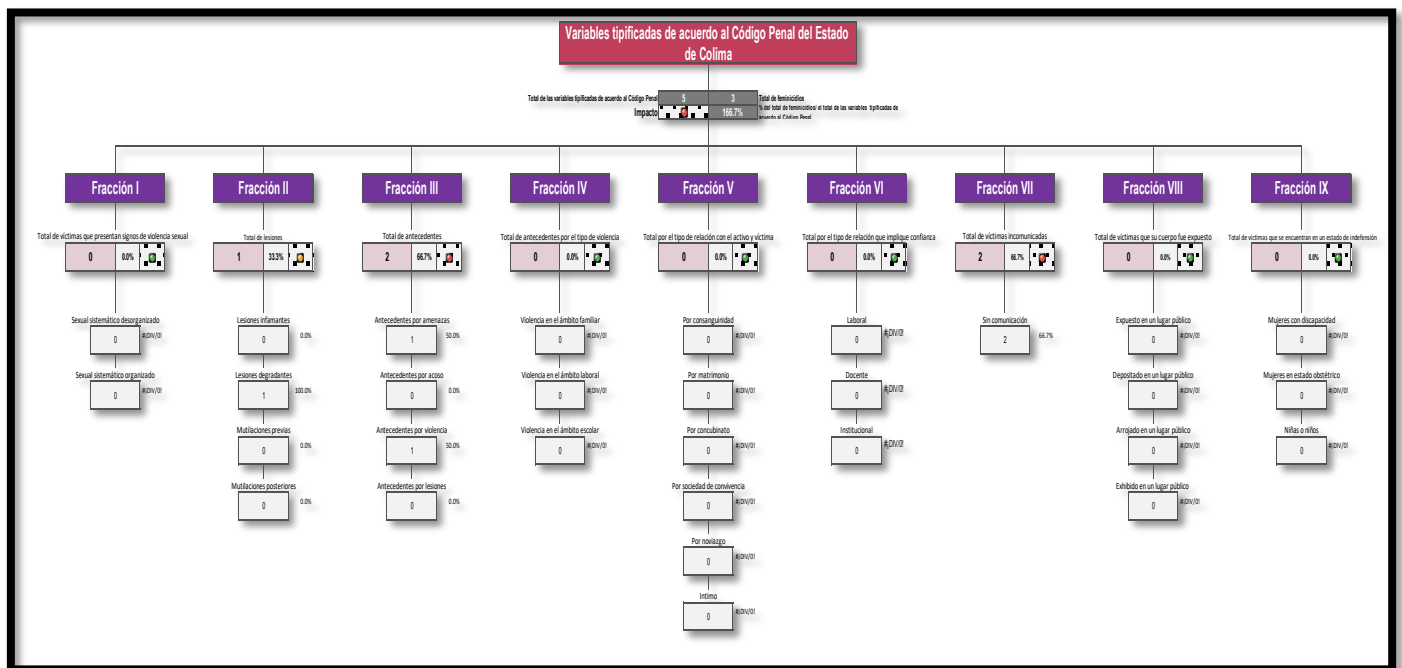 Variables tipificadas de acuerdo al Código Penal del Estado
de Colima
Total de las variables tipificadas de acuerdo al Código Penal
5
3
Total de feminicidios
Impacto
166.7%
% del total de feminicidios/ el total de las variables tipificadas de
acuerdo al Código Penal
Fracción I
Fracción II
Fracción III
Fracción IV
Fracción V
Fracción VI
Fracción VII
Fracción VIII
Fracción IX
Total de víctimas que presentan signos de violencia sexual
0
0.0%
Sexual sistemático desorganizado
0
#¡DIV/0!
Sexual sistemático organizado
0
#¡DIV/0!
Total de lesiones
1
33.3%
Lesiones infamantes
0
0.0%
Lesiones degradantes
1
100.0%
Mutilaciones previas
0
0.0%
Mutilaciones posteriores
0
0.0%
Total de antecedentes
2
66.7%
Antecedentes por amenazas
1
50.0%
Antecedentes por acoso
0
0.0%
Antecedentes por violencia
1
50.0%
Antecedentes por lesiones
0
0.0%
Total de antecedentes por el tipo de violencia
0
0.0%
Violencia en el ámbito familiar
0
#¡DIV/0!
Violencia en el ámbito laboral
0
#¡DIV/0!
Violencia en el ámbito escolar
0
#¡DIV/0!
Total por el tipo de relación con el activo y víctima
0
0.0%
Por consanguinidad
0
#¡DIV/0!
Por matrimonio
0
#¡DIV/0!
Por concubinato
0
#¡DIV/0!
Por sociedad de convivencia
0
#¡DIV/0!
Por noviazgo
0
#¡DIV/0!
Intimo
0
#¡DIV/0!
Total por el tipo de relación que implique confianza
0
0.0%
Laboral
0
#¡DIV/0!
Docente
0
#¡DIV/0!
Institucional
0
#¡DIV/0!
Total de víctimas incomunicadas
2
66.7%
Sin comunicación
2
66.7%
Total de víctimas que su cuerpo fue expuesto
0
0.0%
Expuesto en un lugar público
0
#¡DIV/0!
Depositado en un lugar público
0
#¡DIV/0!
Arrojado en un lugar público
0
#¡DIV/0!
Exhibido en un lugar público
0
#¡DIV/0!
Total de víctimas que se encuentran en un estado de indefensión
0
0.0%
Mujeres con discapacidad
0
#¡DIV/0!
Mujeres en estado obstétrico
0
#¡DIV/0!
Niñas o niños
0
#¡DIV/0!